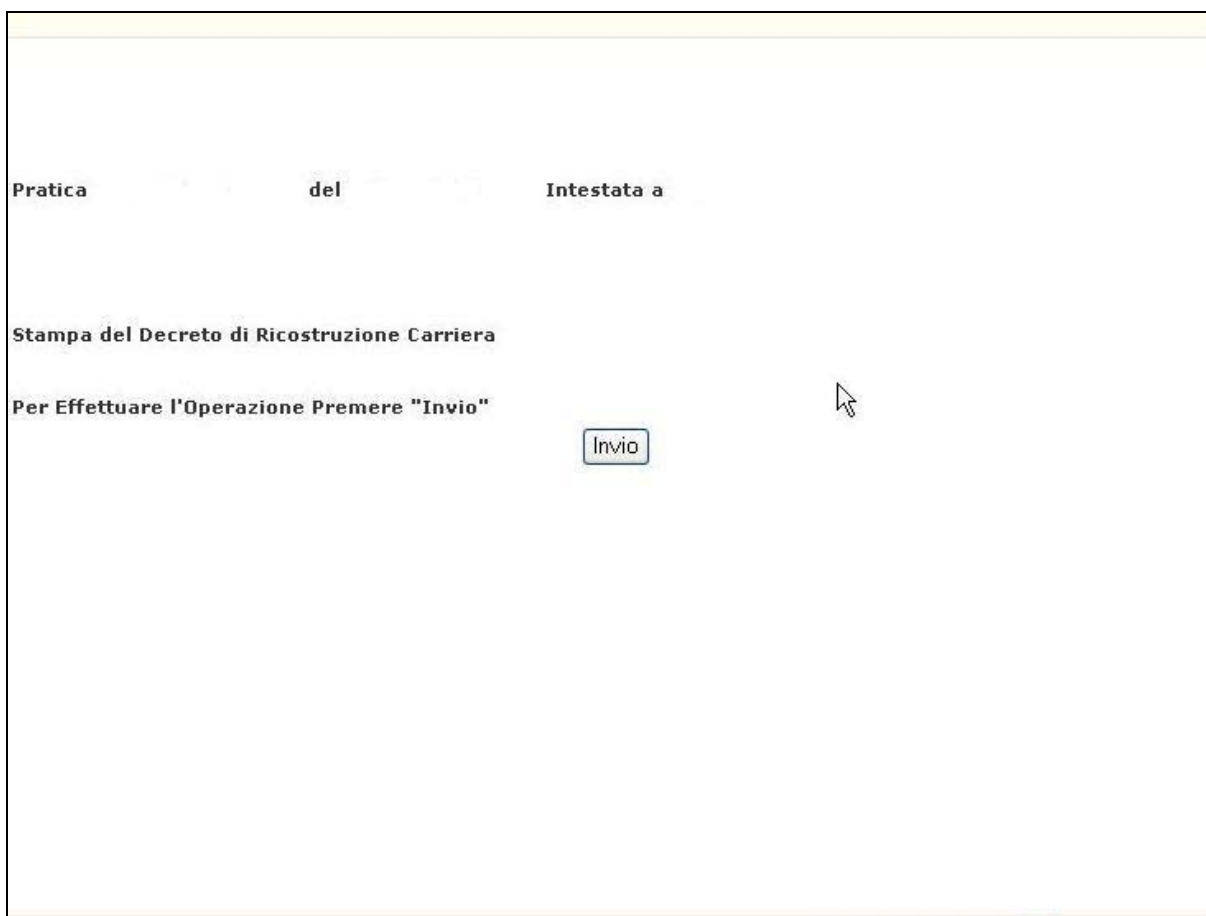 Pratica del Intestata a
Stampa del Decreto di Ricostruzione Carriera
Per Effettuare l'Operazione Premere "Invio"
Invio